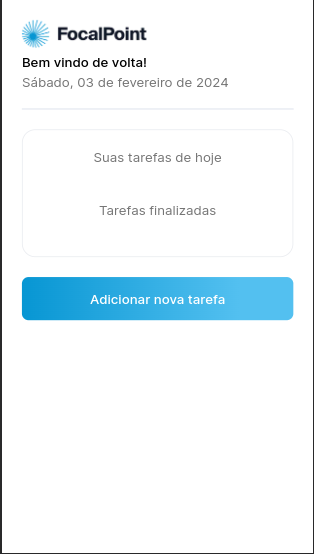 FocalPoint
Bem vindo de volta!
Sábado, 03 de fevereiro de 2024
Suas tarefas de hoje
Tarefas finalizadas
Adicionar nova tarefa